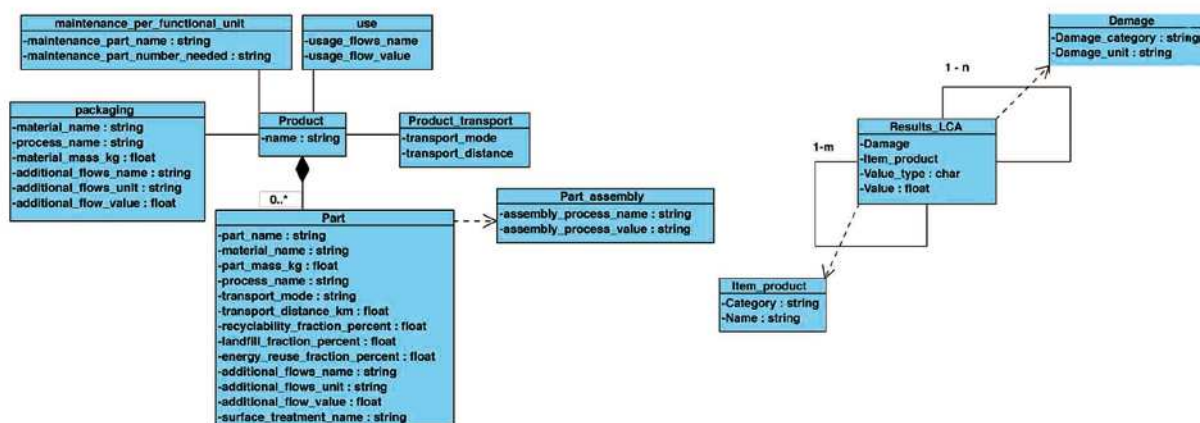 maintenance_per_functional_unit
-maintenance_part_name : string
-maintenance_part_number_needed : string
use
-usage_flows_name
-usage_flow_value
packaging
-material_name : string
-process_name : string
-material_mass_kg : float
-additional_flows_name : string
-additional_flows_unit : string
-additional_flow_value : float
Product
-name : string
Product_transport
-transport_mode
-transport_distance
0..*
Part
-part_name : string
-material_name : string
-part_mass_kg : float
-process_name : string
-transport_mode : string
-transport_distance_km : float
-recyclability_fraction_percent : float
-landfill_fraction_percent : float
-energy_reuse_fraction_percent : float
-additional_flows_name : string
-additional_flows_unit : string
-additional_flow_value : float
-surface_treatment_name : string
Part_assembly
-assembly_process_name : string
-assembly_process_value : string
Damage
-Damage_category : string
-Damage_unit : string
1 - n
Results_LCA
-Damage
-Item_product
-Value_type : char
-Value : float
1-m
Item_product
-Category : string
-Name : string